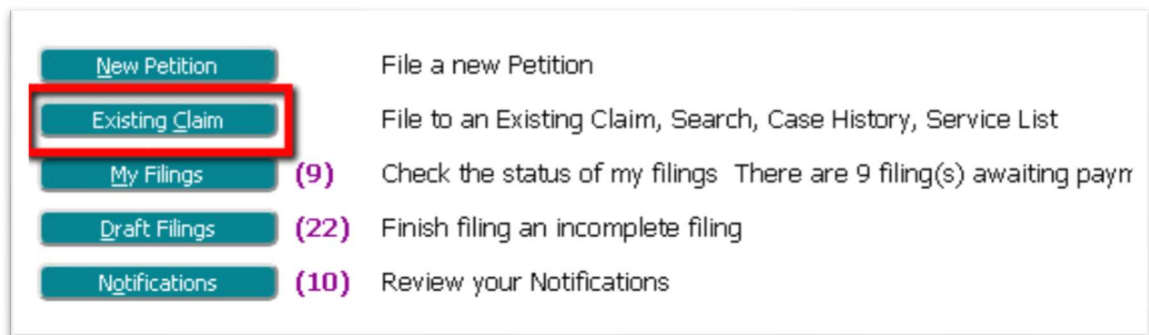 New Petition File a new Petition
Existing Claim File to an Existing Claim, Search, Case History, Service List
My Filings (9) Check the status of my filings There are 9 filing(s) awaiting paym
Draft Filings (22) Finish filing an incomplete filing
Notifications (10) Review your Notifications